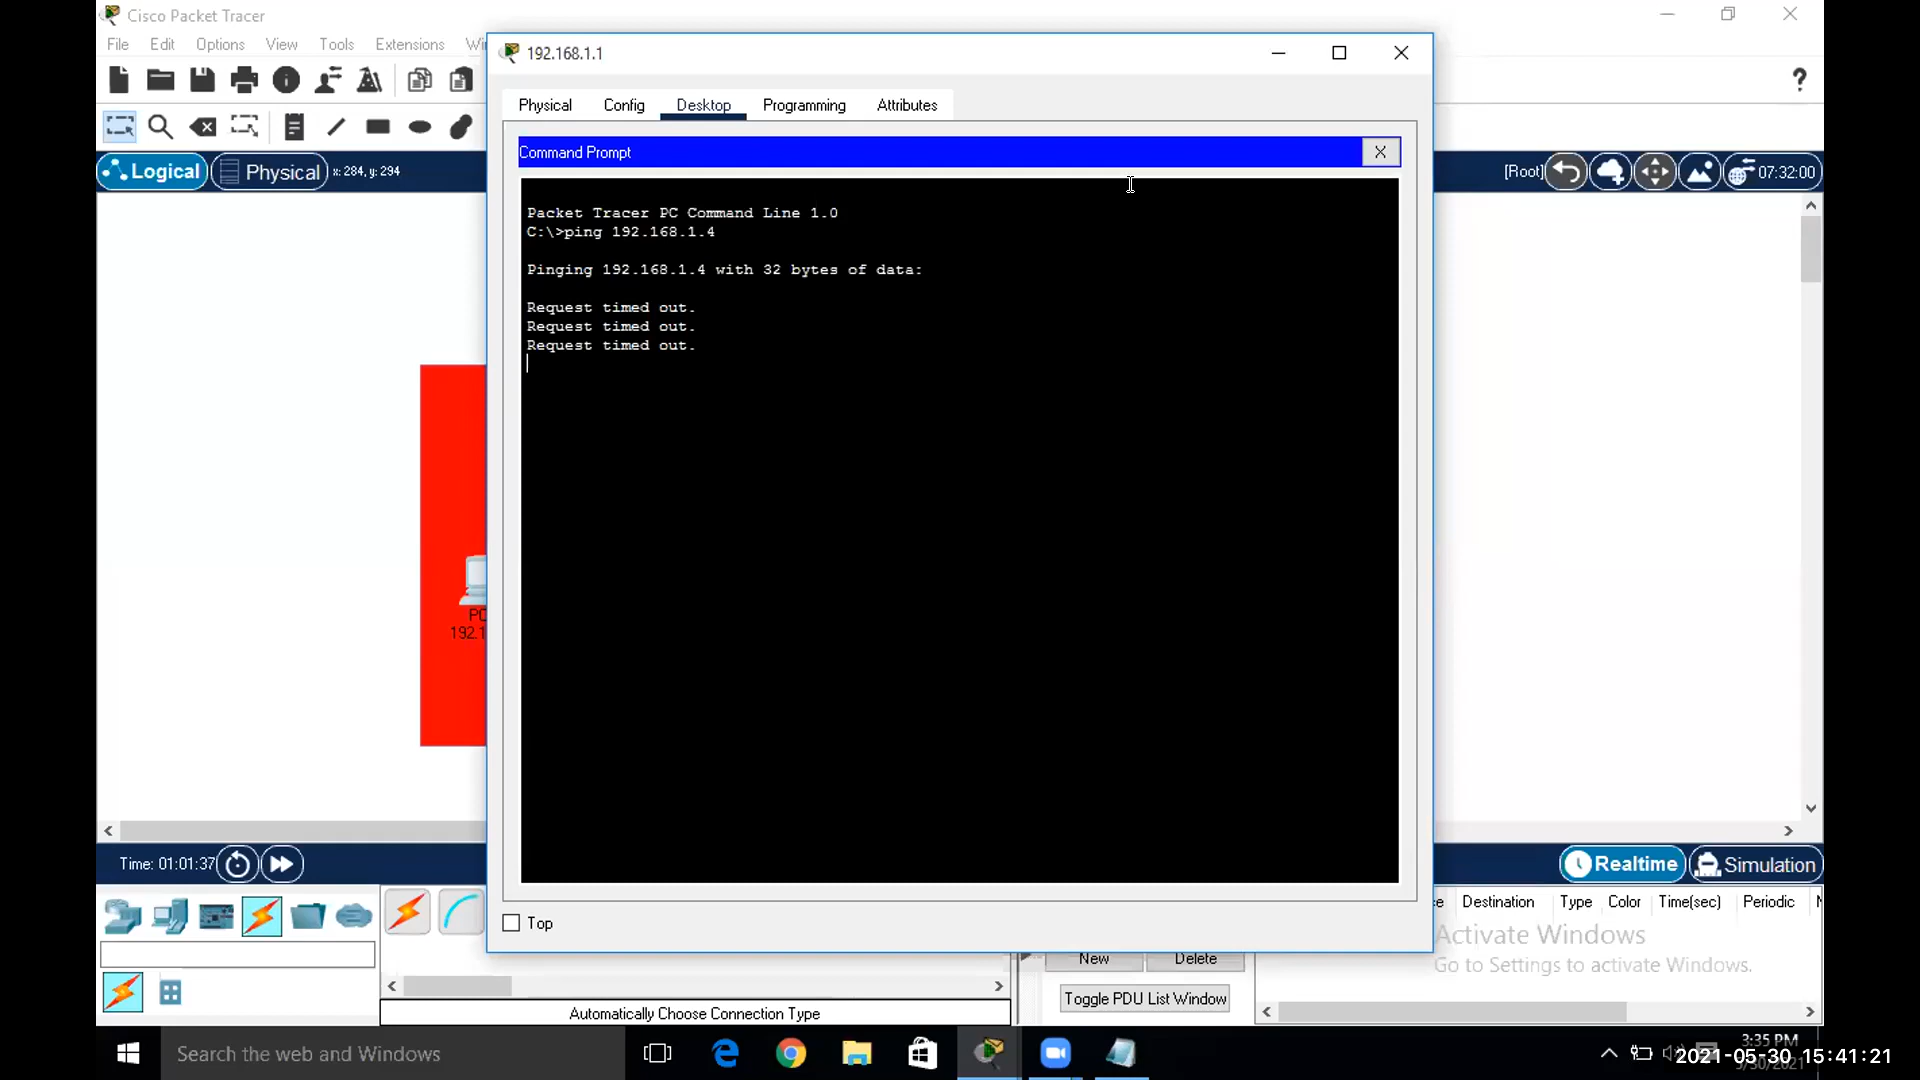 Cisco Packet Tracer
File Edit Options View Tools Extensions
192.168.1.1
Physical Config Desktop Programming Attributes
Command Prompt
X
Logical Physical x: 284, y: 294
[Root] 07:32:00
Packet Tracer PC Command Line 1.0
C:\>ping 192.168.1.4
Pinging 192.168.1.4 with 32 bytes of data:
Request timed out.
Request timed out.
Request timed out.
PC
192.1
Time: 01:01:37
Realtime Simulation
Destination Type Color Time(sec) Periodic
Top
Activate Windows
Go to Settings to activate Windows.
New Delete
Toggle PDU List Window
Automatically Choose Connection Type
Search the web and Windows
3:35 PM
2021-05-30 15:41:21